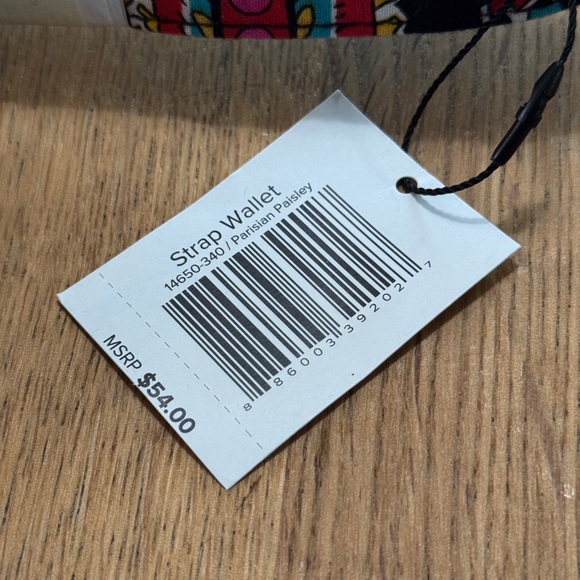 Strap Wallet
14650-340 / Parisian Paisley
8 86003 39202 7
MSRP $54.00